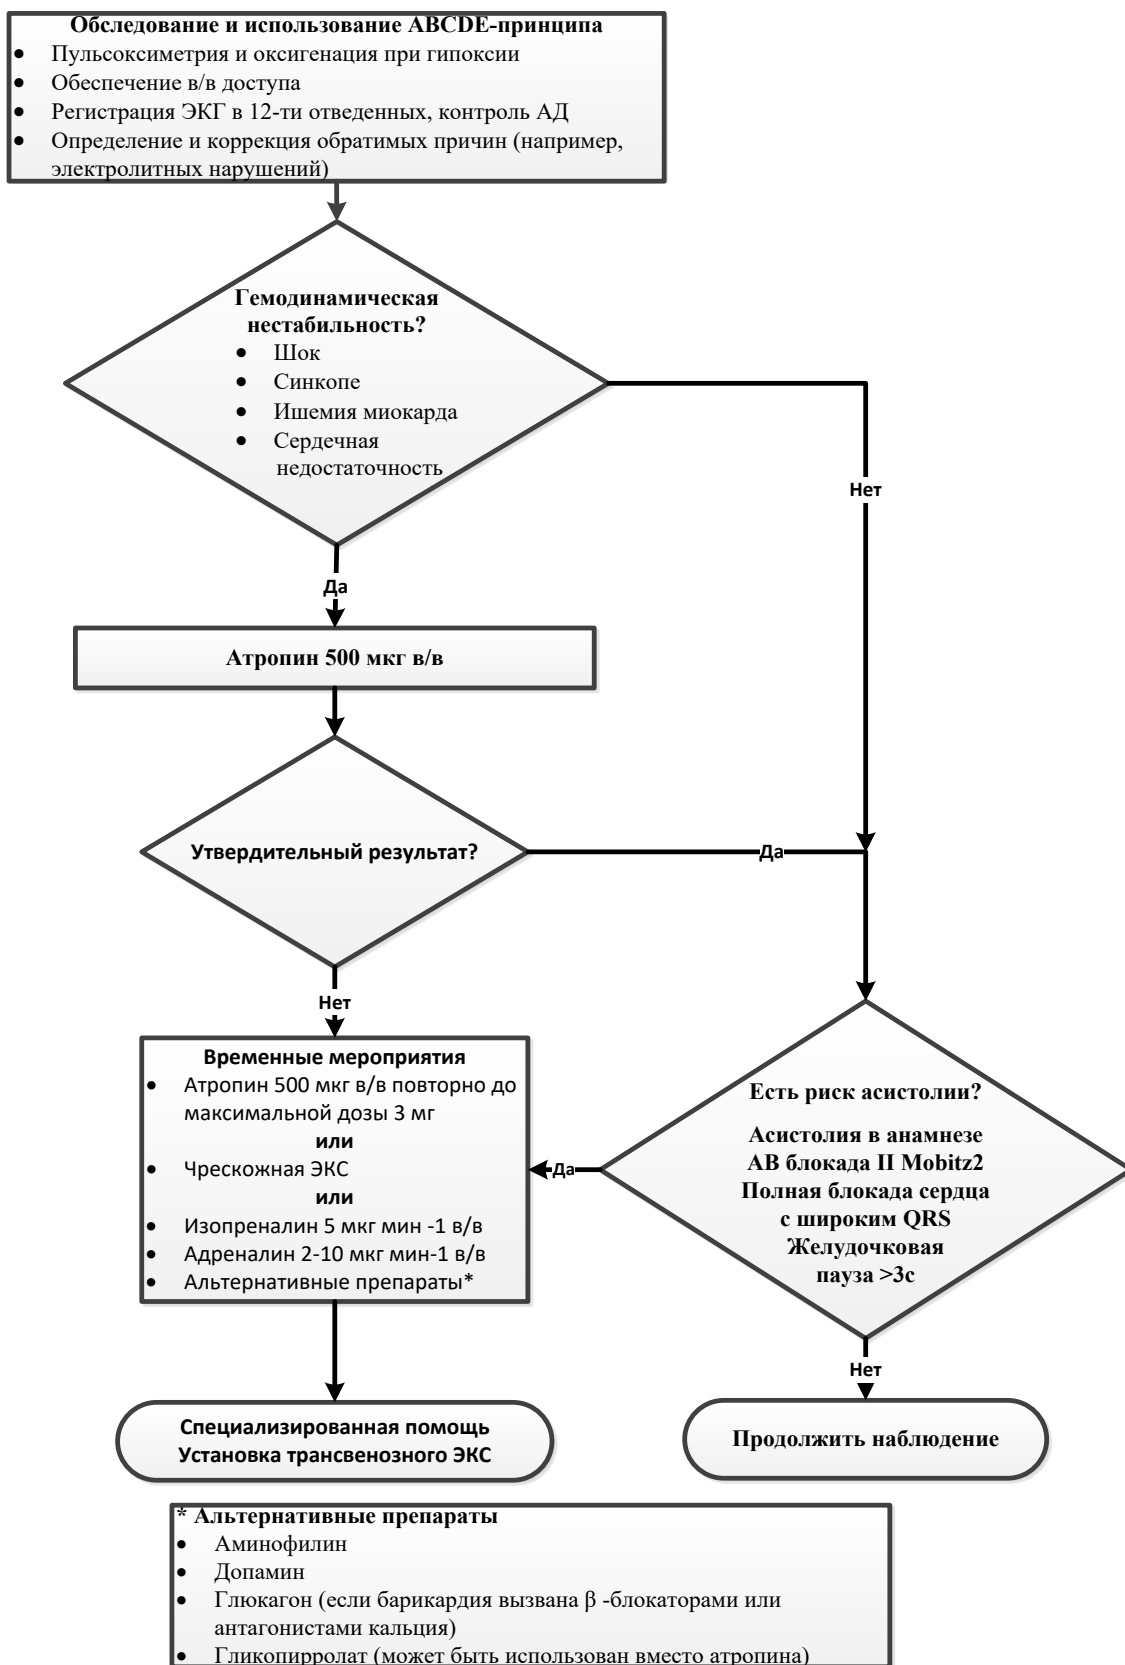 Обследование и использование ABCDE-принципа
• Пульсоксиметрия и оксигенация при гипоксии
• Обеспечение в/в доступа
• Регистрация ЭКГ в 12-ти отведенных, контроль АД
• Определение и коррекция обратимых причин (например,
электролитных нарушений)
Гемодинамическая
нестабильность?
• Шок
• Синкопе
• Ишемия миокарда
• Сердечная
недостаточность
Нет
Да
Атропин 500 мкг в/в
Утвердительный результат?
Да
Нет
Временные мероприятия
• Атропин 500 мкг в/в повторно до
максимальной дозы 3 мг
или
• Чрескожная ЭКС
или
• Изопреналин 5 мкг мин -1 в/в
• Адреналин 2-10 мкг мин-1 в/в
• Альтернативные препараты*
Да
Есть риск асистолии?
Асистолия в анамнезе
АВ блокада II Mobitz2
Полная блокада сердца
с широким QRS
Желудочковая
пауза >3с
Нет
Специализированная помощь
Установка трансвенозного ЭКС
Продолжить наблюдение
* Альтернативные препараты
• Аминофилин
• Допамин
• Глюкагон (если барикардия вызвана β -блокаторами или
антагонистами кальция)
• Гликопирролат (может быть использован вместо атропина)